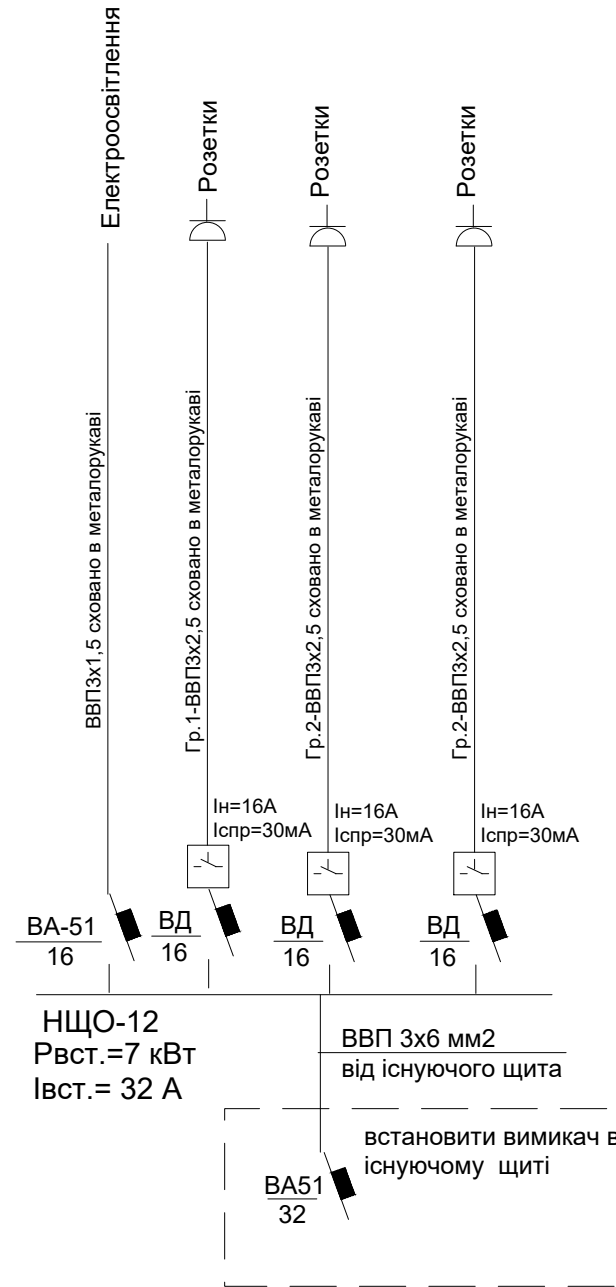 Електроосвітлення
Розетки
Розетки
Розетки
ВВП3х1,5 сховано в металорукаві
Гр.1-ВВП3х2,5 сховано в металорукаві
Гр.2-ВВП3х2,5 сховано в металорукаві
Гр.2-ВВП3х2,5 сховано в металорукаві
Ін=16А
Іспр=30мА
Ін=16А
Іспр=30мА
Ін=16А
Іспр=30мА
ВА-51
16
ВД
16
ВД
16
ВД
16
НЩО-12
Рвст.=7 кВт
Івст.= 32 А
ВВП 3х6 мм2
від існуючого щита
встановити вимикач в
існуючому щиті
ВА51
32